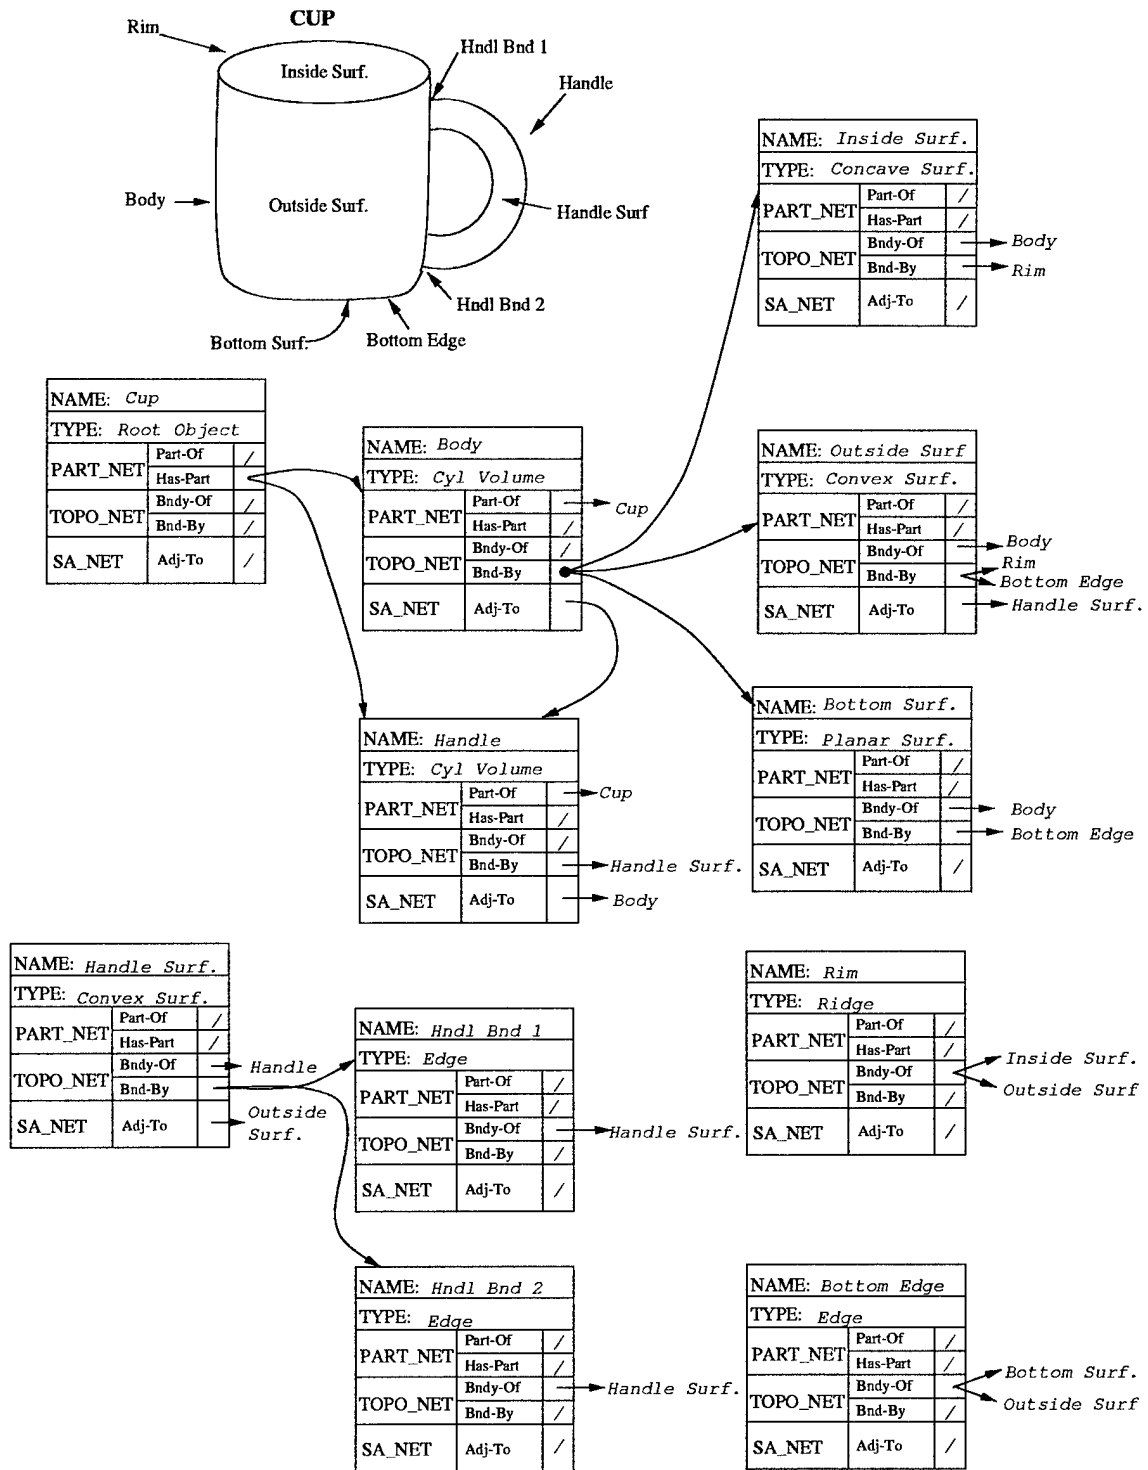 CUP
Rim
Hndl Bnd 1
Inside Surf.
Handle
Body
Outside Surf.
Handle Surf
Hndl Bnd 2
Bottom Surf.
Bottom Edge
NAME: Inside Surf.
TYPE: Concave Surf.
PART_NET
Part-Of /
Has-Part /
TOPO_NET
Bndy-Of Body
Bnd-By Rim
SA_NET Adj-To /
NAME: Cup
TYPE: Root Object
PART_NET
Part-Of /
Has-Part
TOPO_NET
Bndy-Of /
Bnd-By /
SA_NET Adj-To /
NAME: Body
TYPE: Cyl Volume
PART_NET
Part-Of Cup
Has-Part /
TOPO_NET
Bndy-Of /
Bnd-By
SA_NET Adj-To
NAME: Outside Surf
TYPE: Convex Surf.
PART_NET
Part-Of /
Has-Part /
TOPO_NET
Bndy-Of Body
Bnd-By Rim
Bottom Edge
SA_NET Adj-To Handle Surf.
NAME: Handle
TYPE: Cyl Volume
PART_NET
Part-Of Cup
Has-Part /
TOPO_NET
Bndy-Of /
Bnd-By Handle Surf.
SA_NET Adj-To Body
NAME: Bottom Surf.
TYPE: Planar Surf.
PART_NET
Part-Of /
Has-Part /
TOPO_NET
Bndy-Of Body
Bnd-By Bottom Edge
SA_NET Adj-To /
NAME: Handle Surf.
TYPE: Convex Surf.
PART_NET
Part-Of /
Has-Part /
TOPO_NET
Bndy-Of Handle
Bnd-By
SA_NET Adj-To Outside
Surf.
NAME: Hndl Bnd 1
TYPE: Edge
PART_NET
Part-Of /
Has-Part /
TOPO_NET
Bndy-Of Handle Surf.
Bnd-By /
SA_NET Adj-To /
NAME: Rim
TYPE: Ridge
PART_NET
Part-Of /
Has-Part /
TOPO_NET
Bndy-Of Inside Surf.
Outside Surf
Bnd-By /
SA_NET Adj-To /
NAME: Hndl Bnd 2
TYPE: Edge
PART_NET
Part-Of /
Has-Part /
TOPO_NET
Bndy-Of Handle Surf.
Bnd-By /
SA_NET Adj-To /
NAME: Bottom Edge
TYPE: Edge
PART_NET
Part-Of /
Has-Part /
TOPO_NET
Bndy-Of Bottom Surf.
Outside Surf
Bnd-By /
SA_NET Adj-To /